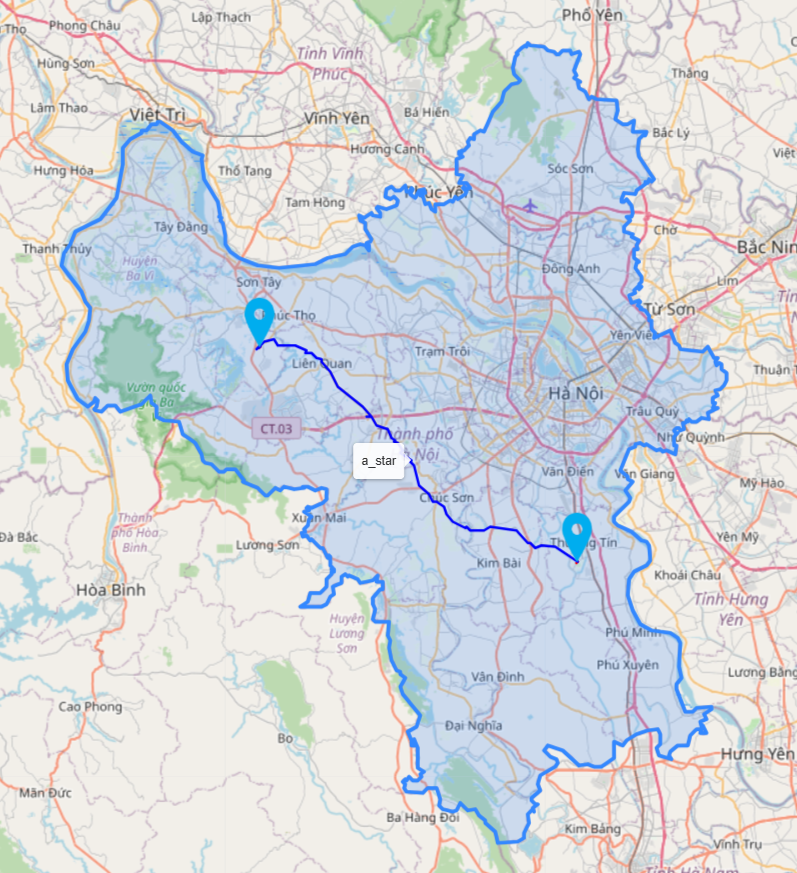 Phố Yên
Lập Thạch
Phong Châu
Thọ
Tỉnh Vĩnh
Phúc
Hùng Sơn
Thắng
Lâm Thao
Việt Trì
Vĩnh Yên
Bá Hiến
Bắc Lý
Hương Canh
Việt
Hưng Hóa
Thổ Tang
Sóc Sơn
Phúc Yên
Tam Hồng
Tây Đằng
Chờ
Thanh Thủy
Bắc Nin
Huyện
Ba Vì
Đông Anh
Sơn Tây
Lim
Từ Sơn
Phúc Thọ
Yên Viên
Trạm Trôi
Liên Quan
Thuận T
Vườn quốc
gia Ba
Hà Nội
Trâu Quỳ
CT.03
Thành phố
Nội
Như Quỳnh
a_star
Văn Điển
Văn Giang
Mỹ Hào
Chúc Sơn
Xuân Mai
Tỉnh
phố Hòa
Bình
Đà Bắc
Lương Sơn
Thường Tín
Yên Mỹ
Kim Bài
Khoái Châu
Hòa Bình
Tỉnh Hưng
Yên
Huyện
Lương
Sơn
Phú Minh
Phú Xuyên
Lương Bằng
Vân Đình
Cao Phong
Đại Nghĩa
Bo
Hưng Yên
Mãn Đức
Ba Hàng Đồi
Kim Bảng
Vĩnh Trụ
Tỉnh Hà Nam